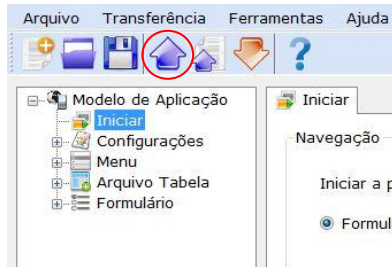 Arquivo Transferência Ferramentas Ajuda
?
Modelo de Aplicação
Iniciar
Configurações
Menu
Arquivo Tabela
Formulário
Iniciar
Navegação
Iniciar a p
Formul